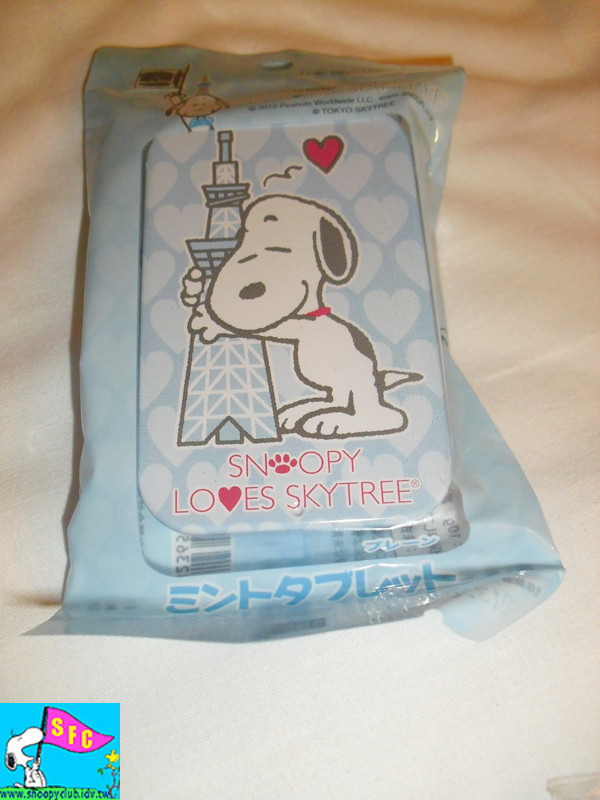 © 2012 Peanuts Worldwide LLC www.
© TOKYO-SKYTREE
SNOOPY
LOVES SKYTREE®
プレーン
ミントタブレット
SFC
www.snoopyclub.idv.tw